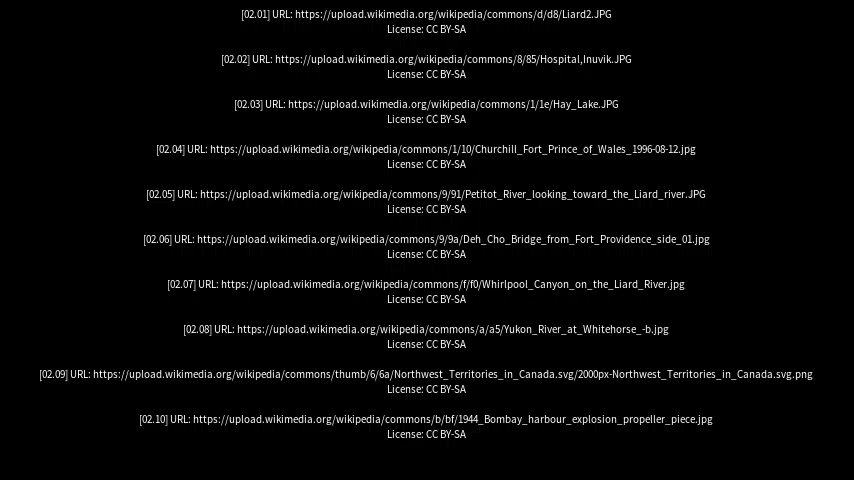 [02.01] URL: https://upload.wikimedia.org/wikipedia/commons/d/d8/Liard2.JPG
License: CC BY-SA
[02.02] URL: https://upload.wikimedia.org/wikipedia/commons/8/85/Hospital,Inuvik.JPG
License: CC BY-SA
[02.03] URL: https://upload.wikimedia.org/wikipedia/commons/1/1e/Hay_Lake.JPG
License: CC BY-SA
[02.04] URL: https://upload.wikimedia.org/wikipedia/commons/1/10/Churchill_Fort_Prince_of_Wales_1996-08-12.jpg
License: CC BY-SA
[02.05] URL: https://upload.wikimedia.org/wikipedia/commons/9/91/Petitot_River_looking_toward_the_Liard_river.JPG
License: CC BY-SA
[02.06] URL: https://upload.wikimedia.org/wikipedia/commons/9/9a/Deh_Cho_Bridge_from_Fort_Providence_side_01.jpg
License: CC BY-SA
[02.07] URL: https://upload.wikimedia.org/wikipedia/commons/f/f0/Whirlpool_Canyon_on_the_Liard_River.jpg
License: CC BY-SA
[02.08] URL: https://upload.wikimedia.org/wikipedia/commons/a/a5/Yukon_River_at_Whitehorse_-b.jpg
License: CC BY-SA
[02.09] URL: https://upload.wikimedia.org/wikipedia/commons/thumb/6/6a/Northwest_Territories_in_Canada.svg/2000px-Northwest_Territories_in_Canada.svg.png
License: CC BY-SA
[02.10] URL: https://upload.wikimedia.org/wikipedia/commons/b/bf/1944_Bombay_harbour_explosion_propeller_piece.jpg
License: CC BY-SA